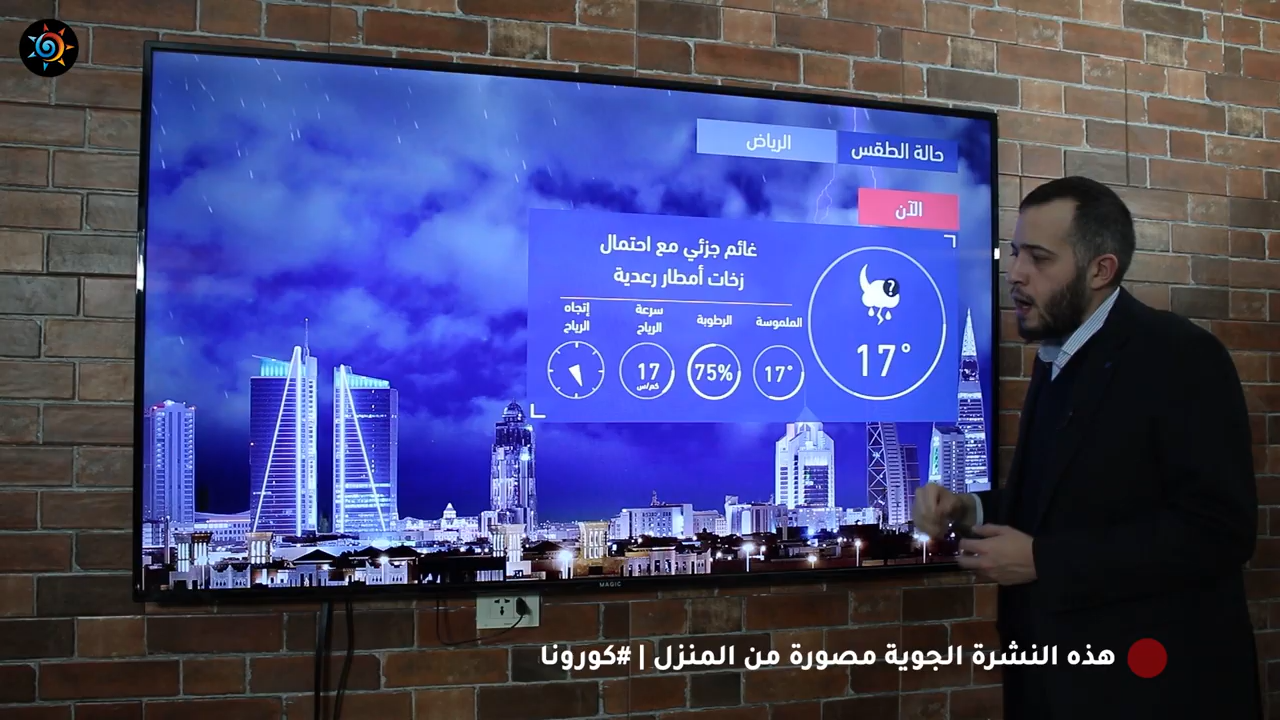 حالة الطقس
الرياض
الآن
غائم جزئي مع احتمال
زخات أمطار رعدية
?
17°
الملموسة
17°
الرطوبة
75%
سرعة
الرياح
17
كم/س
إتجاه
الرياح
MAGIC
هذه النشرة الجوية مصورة من المنزل | #كورونا